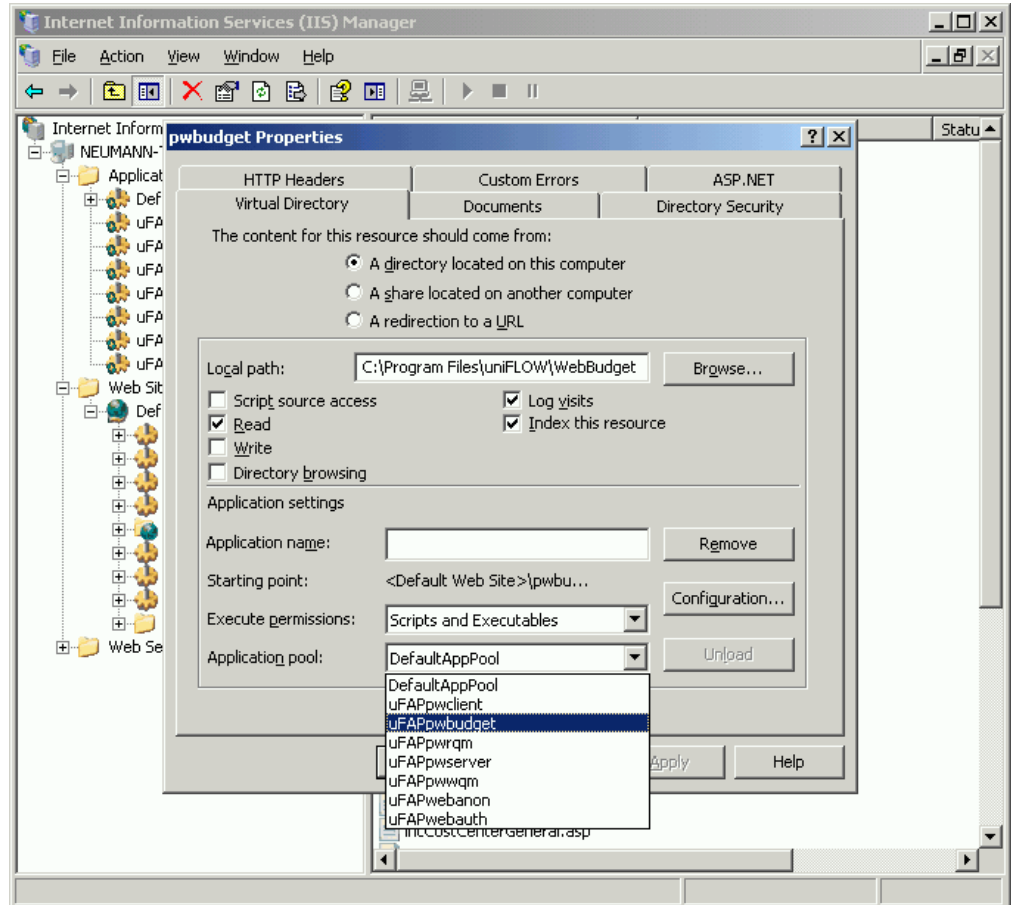 Internet Information Services (IIS) Manager
File Action View Window Help
Internet Inform
NEUMANN-
Applicat
Def
uFA
uFA
uFA
uFA
uFA
uFA
uFA
Web Sit
Def
Web Se
Statu
pwbudget Properties
HTTP Headers Custom Errors ASP.NET
Virtual Directory Documents Directory Security
The content for this resource should come from:
A directory located on this computer
A share located on another computer
A redirection to a URL
Local path: C:\Program Files\uniFLOW\WebBudget Browse...
Script source access Log visits
Read Index this resource
Write
Directory browsing
Application settings
Application name: Remove
Starting point: <Default Web Site>\pwbu...
Configuration...
Execute permissions: Scripts and Executables
Application pool: DefaultAppPool Unload
DefaultAppPool
uFAPpwclient
uFAPpwbudget
uFAPpwrqm
uFAPpwserver
uFAPpwwqm
uFAPwebanon
uFAPwebauth
Apply Help
intCostCenterGeneral.asp